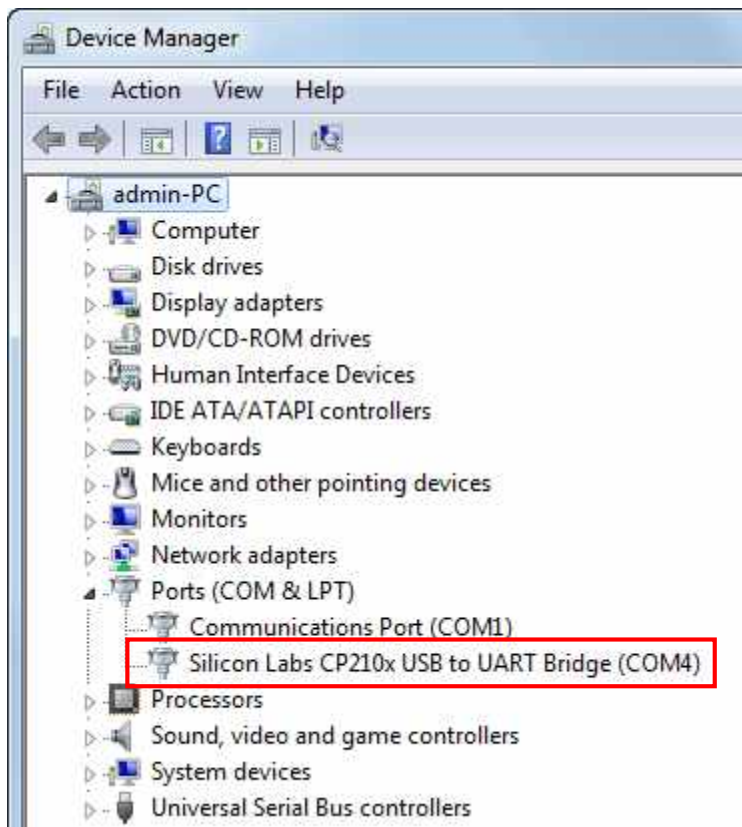 Device Manager
File Action View Help
?
admin-PC
Computer
Disk drives
Display adapters
DVD/CD-ROM drives
Human Interface Devices
IDE ATA/ATAPI controllers
Keyboards
Mice and other pointing devices
Monitors
Network adapters
Ports (COM & LPT)
Communications Port (COM1)
Silicon Labs CP210x USB to UART Bridge (COM4)
Processors
Sound, video and game controllers
System devices
Universal Serial Bus controllers